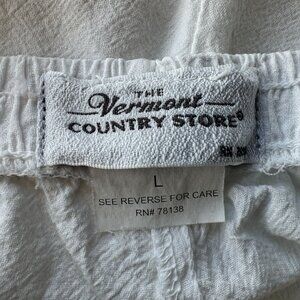 THE
Vermont
COUNTRY STORE®
L
SEE REVERSE FOR CARE
RN# 78138